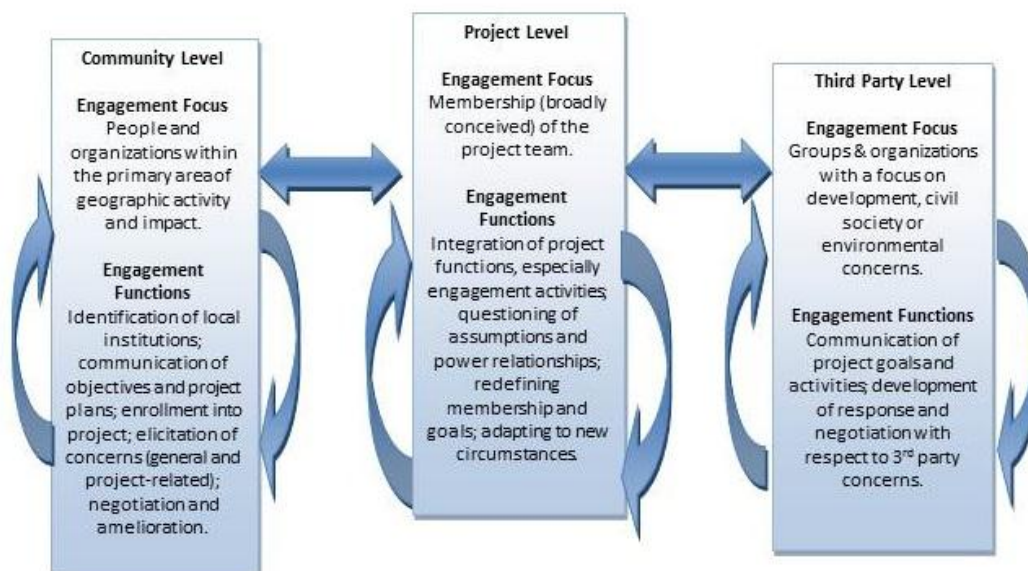 Community Level
Engagement Focus
People and
organizations within
the primary area of
geographic activity
and impact.
Engagement
Functions
Identification of local
institutions;
communication of
objectives and project
plans; enrollment into
project; elicitation of
concerns (general and
project-related);
negotiation and
amelioration.
Project Level
Engagement Focus
Membership (broadly
conceived) of the
project team.
Engagement
Functions
Integration of project
functions, especially
engagement activities;
questioning of
assumptions and
power relationships;
redefining
membership and
goals; adapting to new
circumstances.
Third Party Level
Engagement Focus
Groups & organizations
with a focus on
development, civil
society or
environmental
concerns.
Engagement Functions
Communication of
project goals and
activities; development
of response and
negotiation with
respect to 3rd party
concerns.